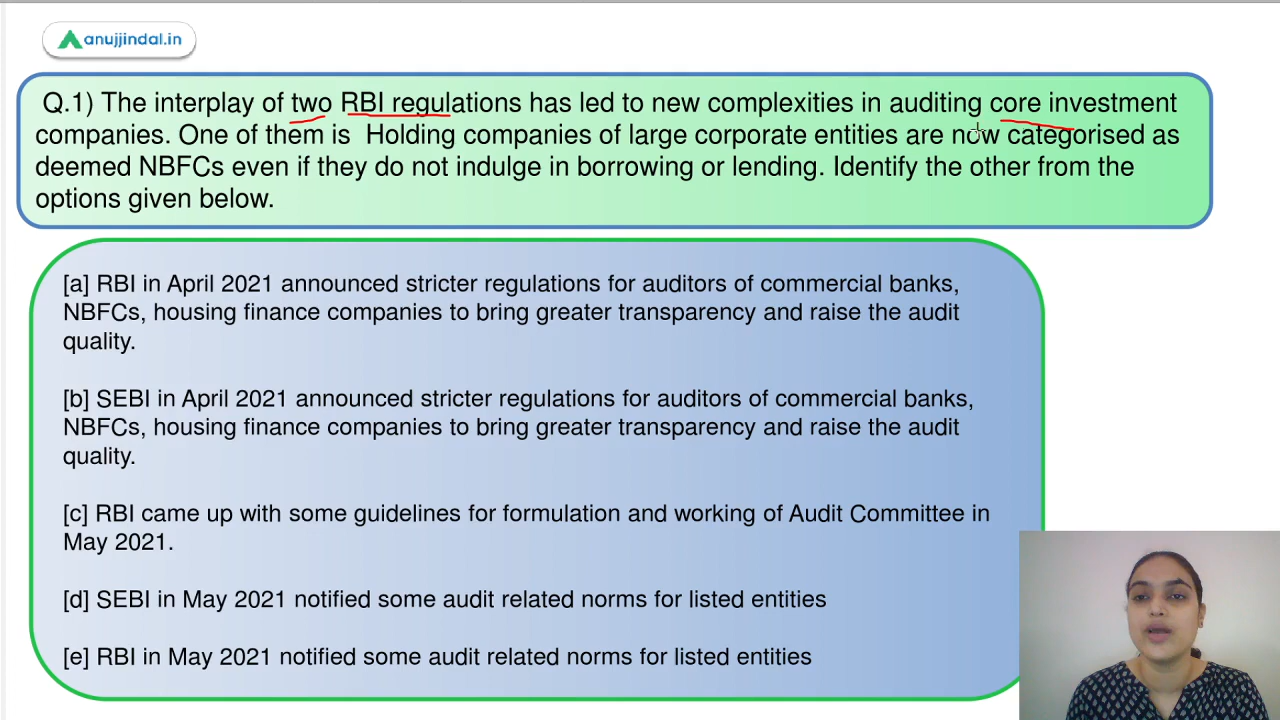 anujjindal.in
Q.1) The interplay of two RBI regulations has led to new complexities in auditing core investment
companies. One of them is Holding companies of large corporate entities are now categorised as
deemed NBFCs even if they do not indulge in borrowing or lending. Identify the other from the
options given below.
[a] RBI in April 2021 announced stricter regulations for auditors of commercial banks,
NBFCs, housing finance companies to bring greater transparency and raise the audit
quality.
[b] SEBI in April 2021 announced stricter regulations for auditors of commercial banks,
NBFCs, housing finance companies to bring greater transparency and raise the audit
quality.
[c] RBI came up with some guidelines for formulation and working of Audit Committee in
May 2021.
[d] SEBI in May 2021 notified some audit related norms for listed entities
[e] RBI in May 2021 notified some audit related norms for listed entities